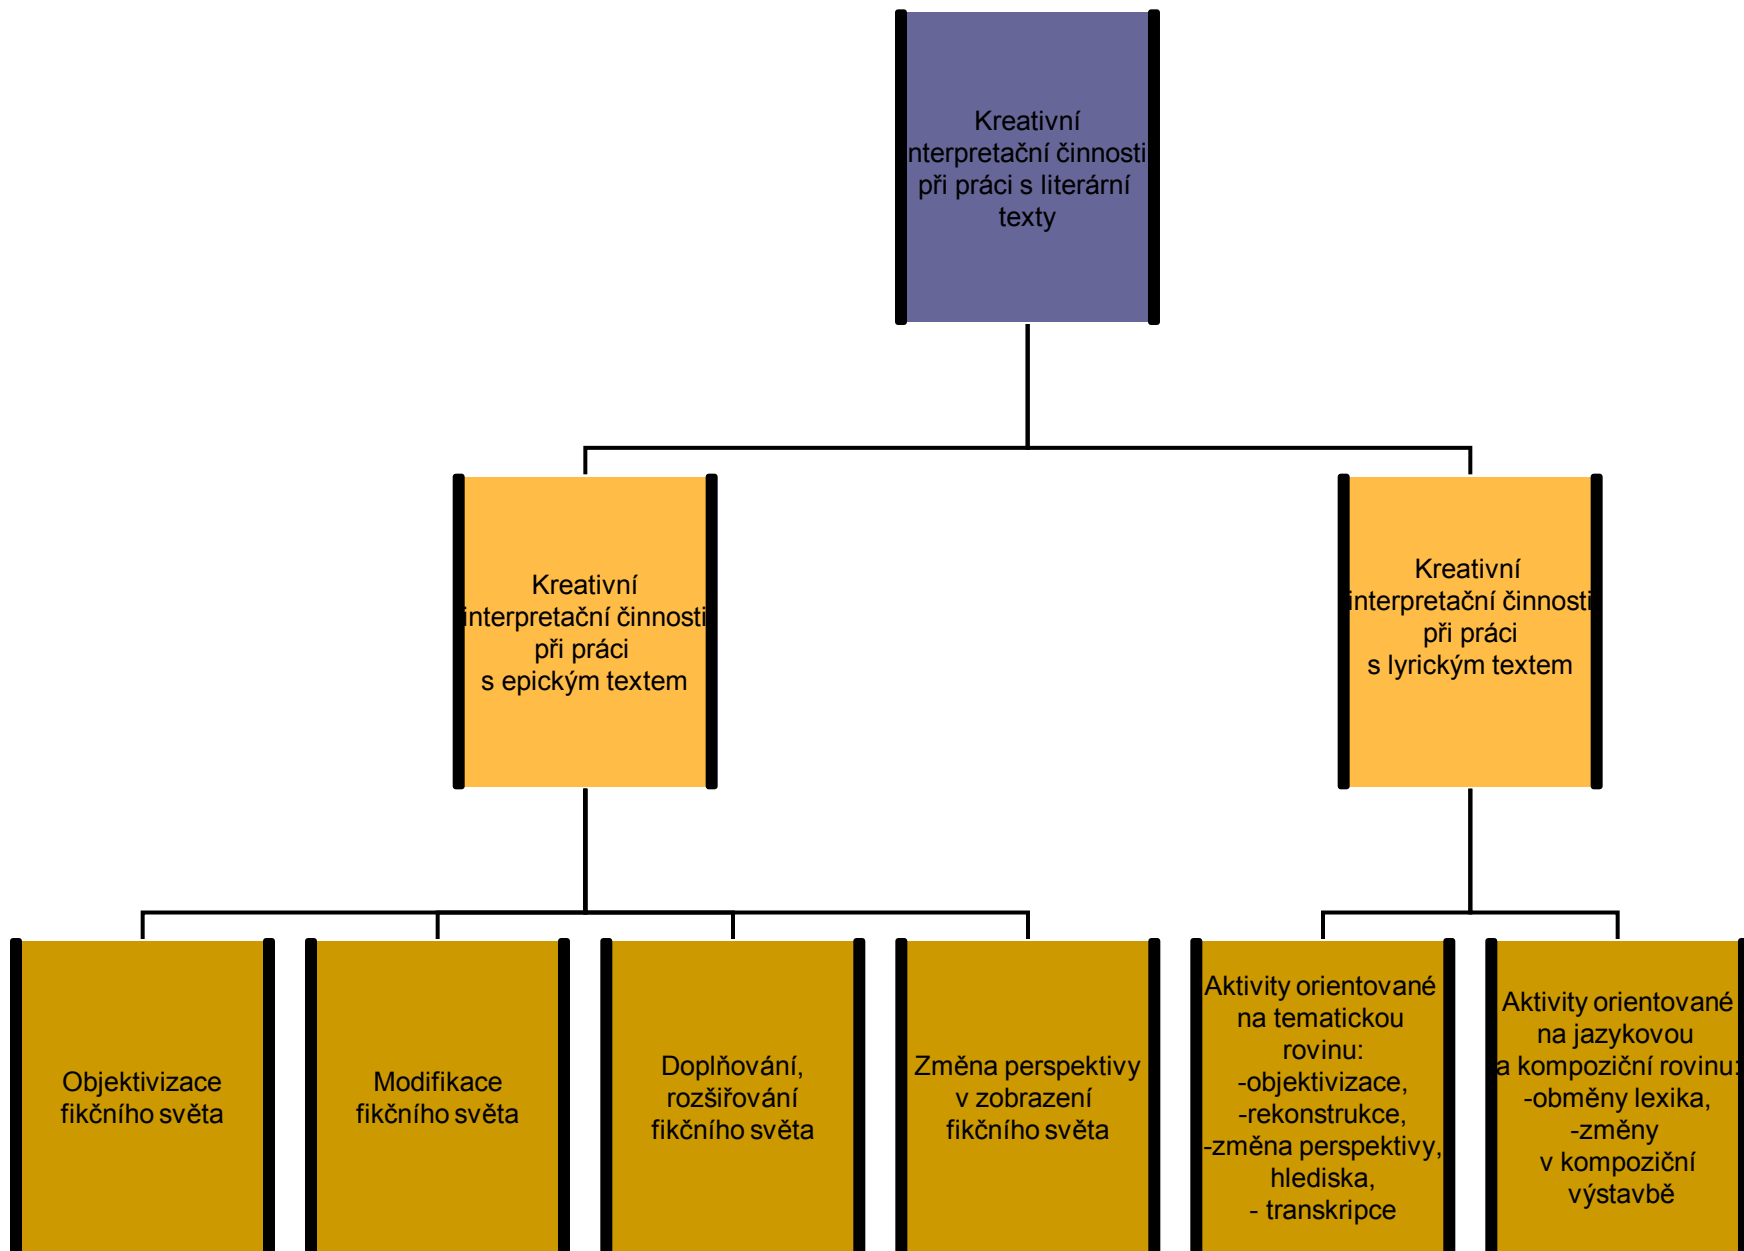 Kreativní
nterpretační činnosti
při práci s literární
texty
Kreativní
interpretační činnosti
při práci
s epickým textem
Kreativní
interpretační činnosti
při práci
s lyrickým textem
Objektivizace
fikčního světa
Modifikace
fikčního světa
Doplňování,
rozšiřování
fikčního světa
Změna perspektivy
v zobrazení
fikčního světa
Aktivity orientované
na tematickou
rovinu:
-objektivizace,
-rekonstrukce,
-změna perspektivy,
hlediska,
- transkripce
Aktivity orientované
na jazykovou
a kompoziční rovinu:
-obměny lexika,
-změny
v kompoziční
výstavbě